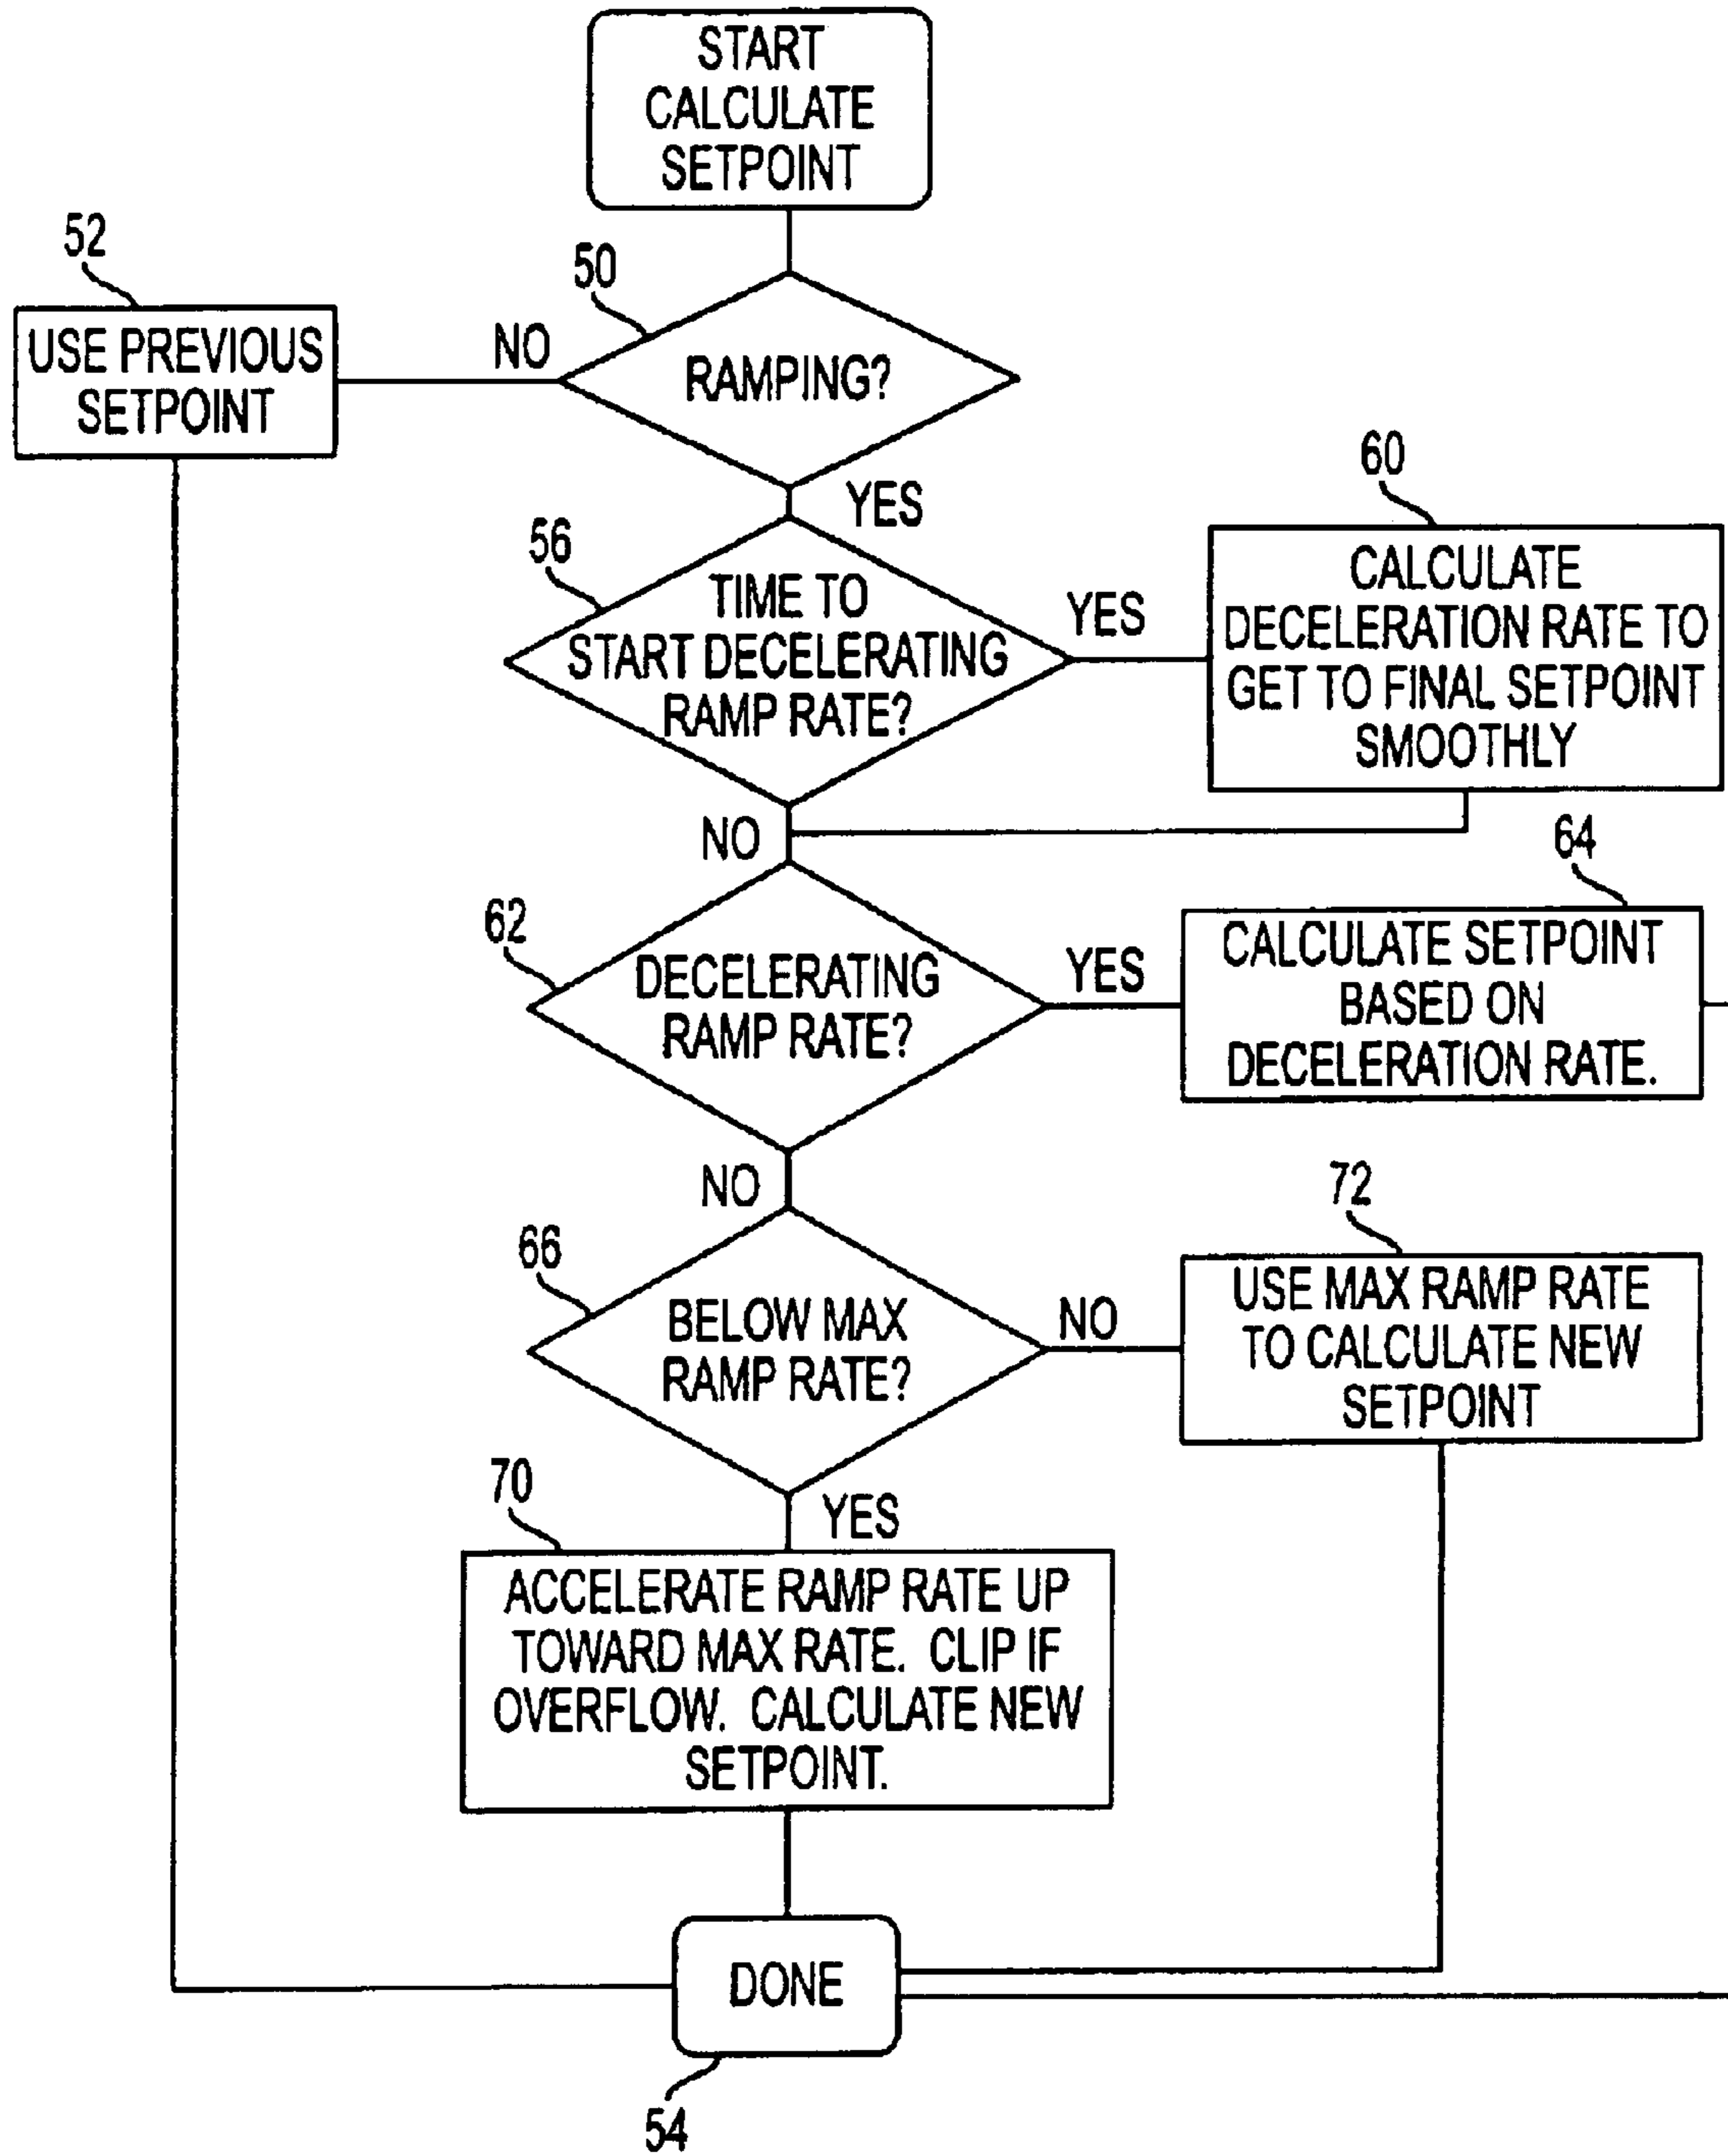 START
CALCULATE
SETPOINT
52
50
USE PREVIOUS
SETPOINT
NO
RAMPING?
YES
60
56
TIME TO
START DECELERATING
RAMP RATE?
YES
CALCULATE
DECELERATION RATE TO
GET TO FINAL SETPOINT
SMOOTHLY
NO
64
62
DECELERATING
RAMP RATE?
YES
CALCULATE SETPOINT
BASED ON
DECELERATION RATE.
NO
72
66
BELOW MAX
RAMP RATE?
NO
USE MAX RAMP RATE
TO CALCULATE NEW
SETPOINT
70
YES
ACCELERATE RAMP RATE UP
TOWARD MAX RATE. CLIP IF
OVERFLOW. CALCULATE NEW
SETPOINT.
DONE
54